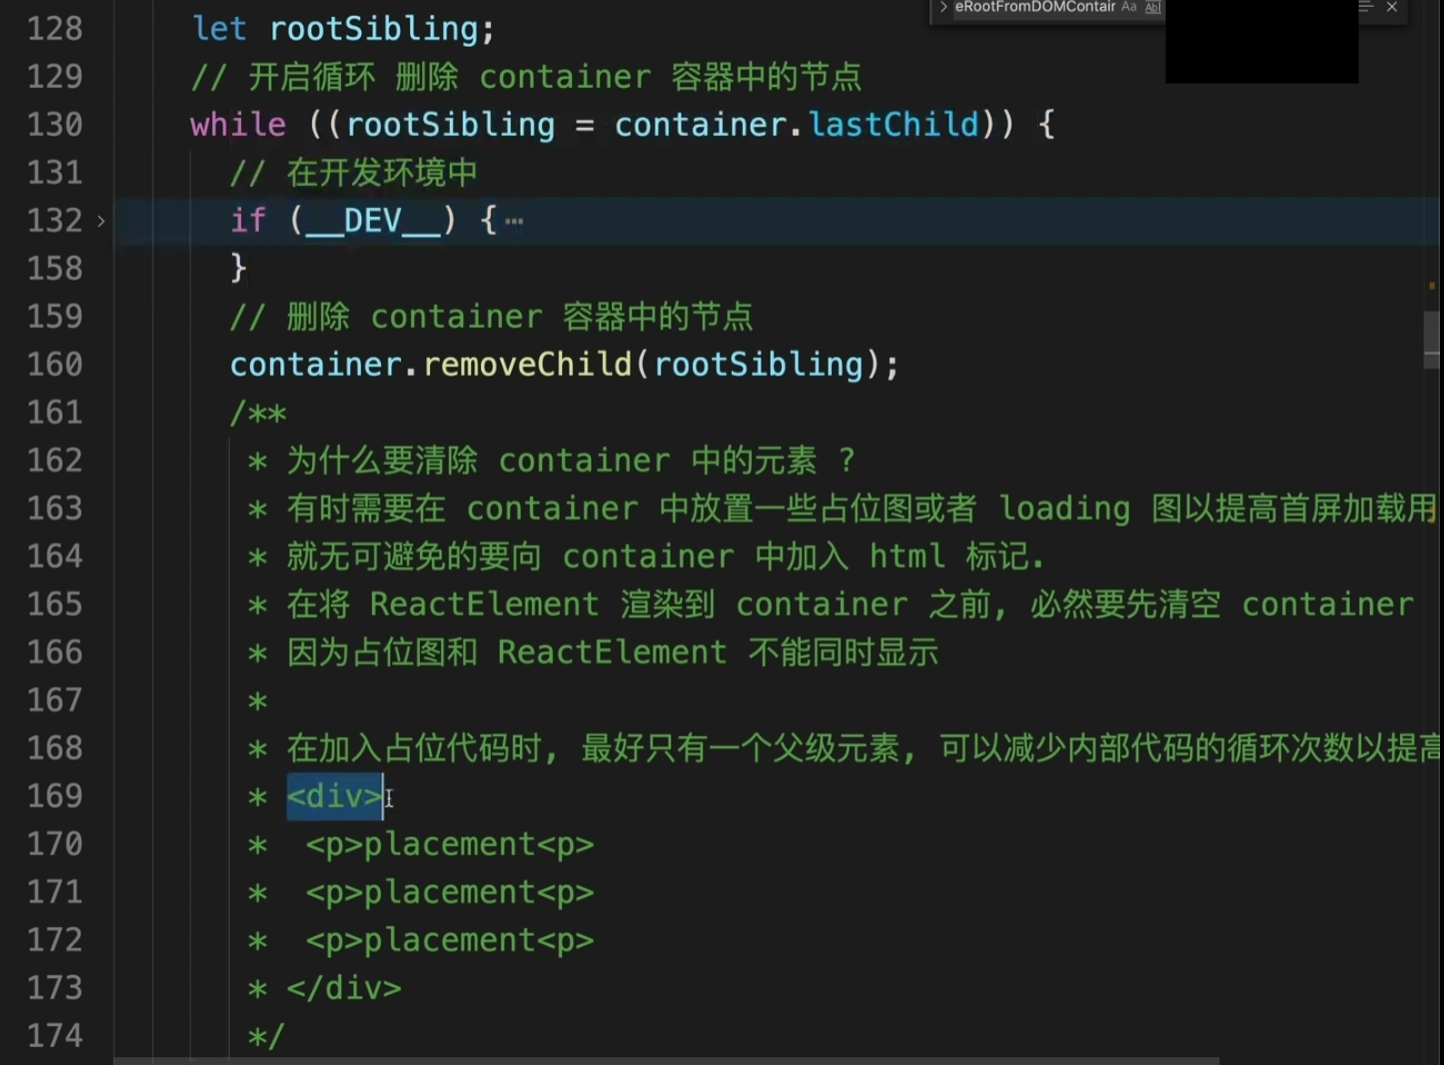 eRootFromDOMContair Aa Abl
128 let rootSibling;
129 // 开启循环 删除 container 容器中的节点
130 while ((rootSibling = container.lastChild)) {
131 // 在开发环境中
132 if (__DEV__) {…
158 }
159 // 删除 container 容器中的节点
160 container.removeChild(rootSibling);
161 /**
162 * 为什么要清除 container 中的元素 ?
163 * 有时需要在 container 中放置一些占位图或者 loading 图以提高首屏加载用
164 * 就无可避免的要向 container 中加入 html 标记.
165 * 在将 ReactElement 渲染到 container 之前, 必然要先清空 container
166 * 因为占位图和 ReactElement 不能同时显示
167 *
168 * 在加入占位代码时, 最好只有一个父级元素, 可以减少内部代码的循环次数以提高
169 * <div>
170 * <p>placement<p>
171 * <p>placement<p>
172 * <p>placement<p>
173 * </div>
174 */